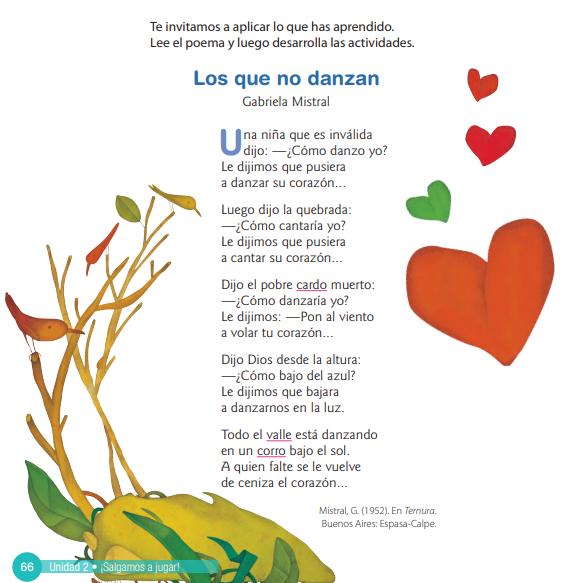 Te invitamos a aplicar lo que has aprendido.
Lee el poema y luego desarrolla las actividades.
Los que no danzan
Gabriela Mistral
Una niña que es inválida
dijo: —¿Cómo danzo yo?
Le dijimos que pusiera
a danzar su corazón...
Luego dijo la quebrada:
—¿Cómo cantaría yo?
Le dijimos que pusiera
a cantar su corazón...
Dijo el pobre cardo muerto:
—¿Cómo danzaría yo?
Le dijimos: —Pon al viento
a volar tu corazón...
Dijo Dios desde la altura:
—¿Cómo bajo del azul?
Le dijimos que bajara
a danzarnos en la luz.
Todo el valle está danzando
en un corro bajo el sol.
A quien falte se le vuelve
de ceniza el corazón...
Mistral, G. (1952). En Ternura.
Buenos Aires: Espasa-Calpe.
66 Unidad 2 • ¡Salgamos a jugar!